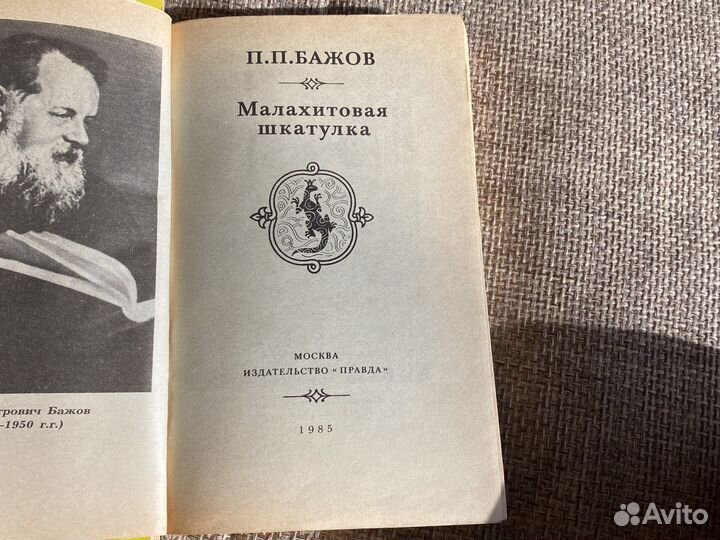 П.П.БАЖОВ
Малахитовая
шкатулка
МОСКВА
ИЗДАТЕЛЬСТВО «ПРАВДА»
1985
трович Бажов
–1950 г.г.)
Avito